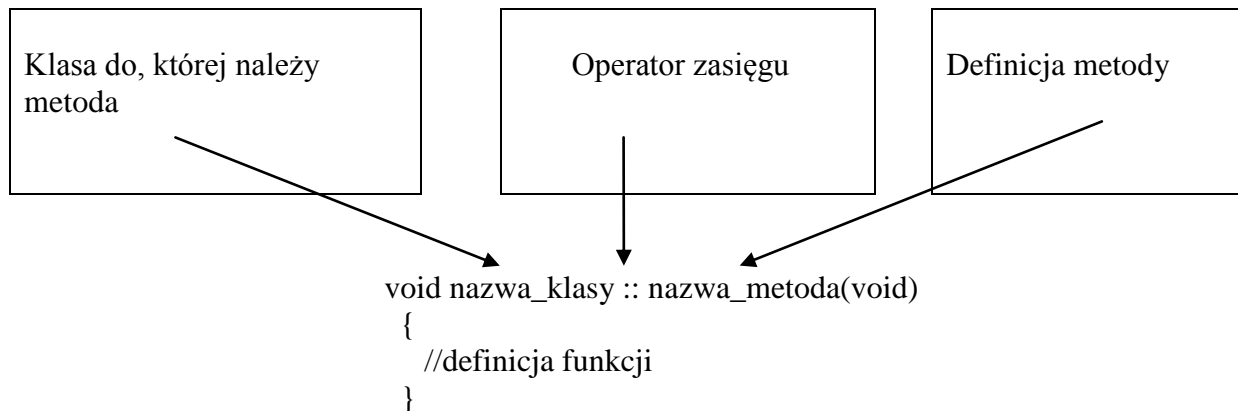 Klasa do, której należy
metoda
Operator zasięgu
Definicja metody
void nazwa_klasy :: nazwa_metoda(void)
{
//definicja funkcji
}